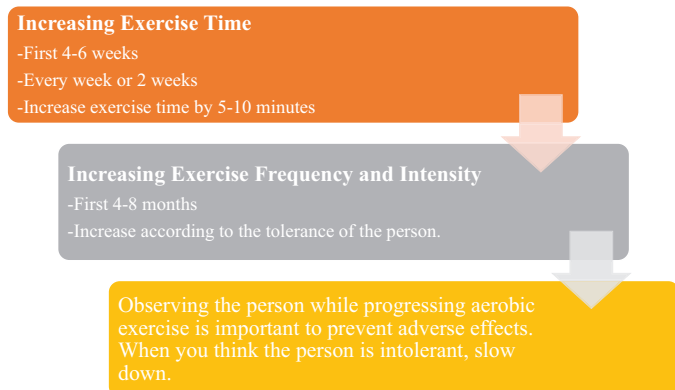 Increasing Exercise Time
-First 4-6 weeks
-Every week or 2 weeks
-Increase exercise time by 5-10 minutes
Increasing Exercise Frequency and Intensity
-First 4-8 months
-Increase according to the tolerance of the person.
Observing the person while progressing aerobic
exercise is important to prevent adverse effects.
When you think the person is intolerant, slow
down.